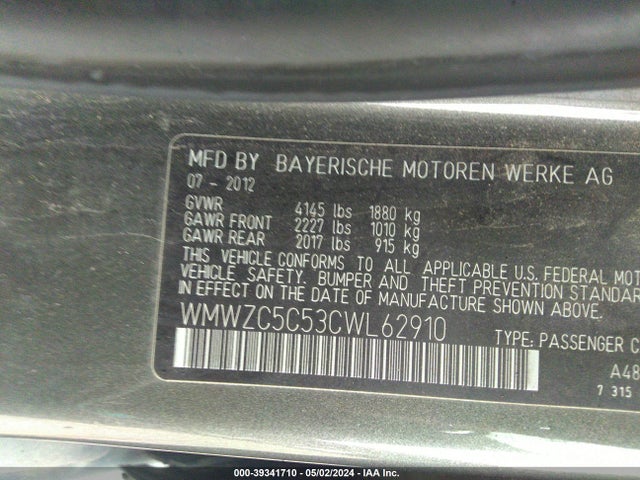 MFD BY BAYERISCHE MOTOREN WERKE AG
07 - 2012
GVWR 4145 lbs 1880 kg
GAWR FRONT 2227 lbs 1010 kg
GAWR REAR 2017 lbs 915 kg
THIS VEHICLE CONFORMS TO ALL APPLICABLE U.S. FEDERAL MOT
VEHICLE SAFETY, BUMPER AND THEFT PREVENTION STANDARD
IN EFFECT ON THE DATE OF MANUFACTURE SHOWN ABOVE.
WMWZC5C53CWL62910 TYPE: PASSENGER C
A48
7 315
000-39341710 - 05/02/2024 - IAA Inc.